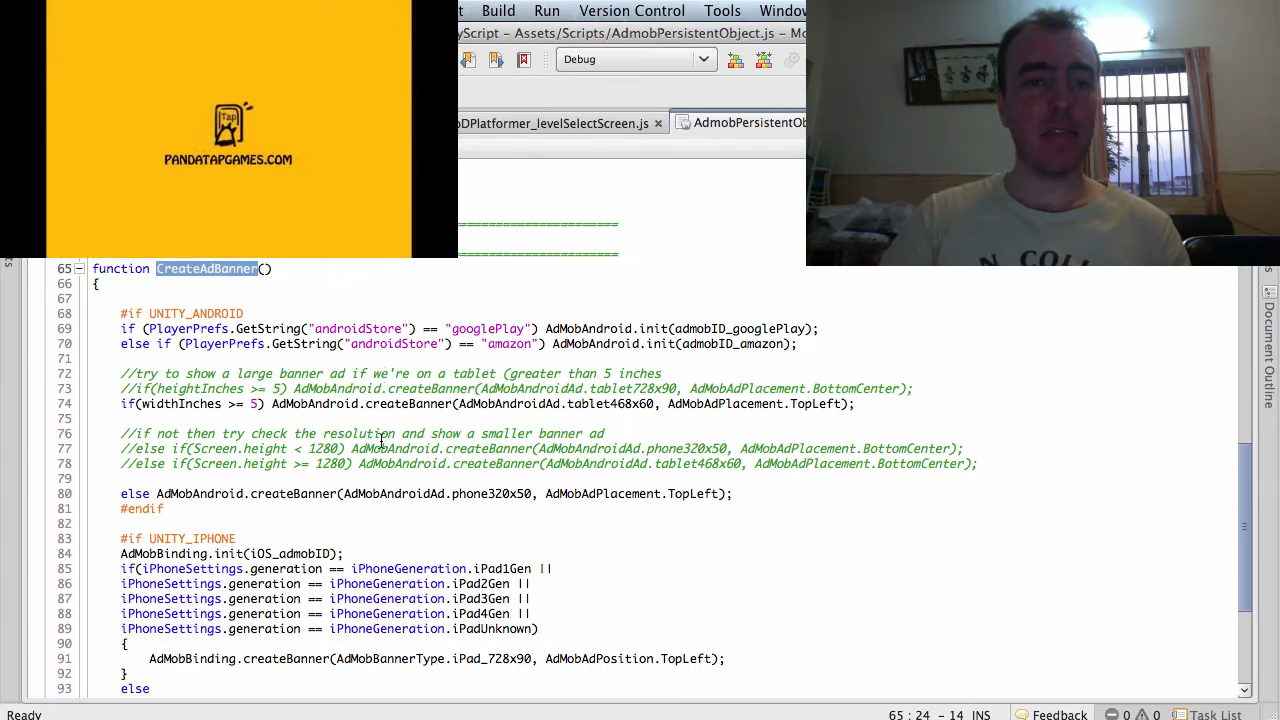 Build Run Version Control Tools Window
yScript - Assets/Scripts/AdmobPersistentObject.js - Mo
Debug
DPlatformer_levelSelectScreen.js × AdmobPersistentOb
Tap
PANDATAPGAMES.COM
//====================================
//====================================
65 function CreateAdBanner()
66 {
67
68 #if UNITY_ANDROID
69 if (PlayerPrefs.GetString("androidStore") == "googlePlay") AdMobAndroid.init(admobID_googlePlay);
70 else if (PlayerPrefs.GetString("androidStore") == "amazon") AdMobAndroid.init(admobID_amazon);
71
72 //try to show a large banner ad if we're on a tablet (greater than 5 inches
73 //if(heightInches >= 5) AdMobAndroid.createBanner(AdMobAndroidAd.tablet728x90, AdMobAdPlacement.BottomCenter);
74 if(widthInches >= 5) AdMobAndroid.createBanner(AdMobAndroidAd.tablet468x60, AdMobAdPlacement.TopLeft);
75
76 //if not then try check the resolution and show a smaller banner ad
77 //else if(Screen.height < 1280) AdMobAndroid.createBanner(AdMobAndroidAd.phone320x50, AdMobAdPlacement.BottomCenter);
78 //else if(Screen.height >= 1280) AdMobAndroid.createBanner(AdMobAndroidAd.tablet468x60, AdMobAdPlacement.BottomCenter);
79
80 else AdMobAndroid.createBanner(AdMobAndroidAd.phone320x50, AdMobAdPlacement.TopLeft);
81 #endif
82
83 #if UNITY_IPHONE
84 AdMobBinding.init(iOS_admobID);
85 if(iPhoneSettings.generation == iPhoneGeneration.iPad1Gen ||
86 iPhoneSettings.generation == iPhoneGeneration.iPad2Gen ||
87 iPhoneSettings.generation == iPhoneGeneration.iPad3Gen ||
88 iPhoneSettings.generation == iPhoneGeneration.iPad4Gen ||
89 iPhoneSettings.generation == iPhoneGeneration.iPadUnknown)
90 {
91 AdMobBinding.createBanner(AdMobBannerType.iPad_728x90, AdMobAdPosition.TopLeft);
92 }
93 else
Document Outline
Ready 65 : 24 - 14 INS Feedback 0 0 Task List